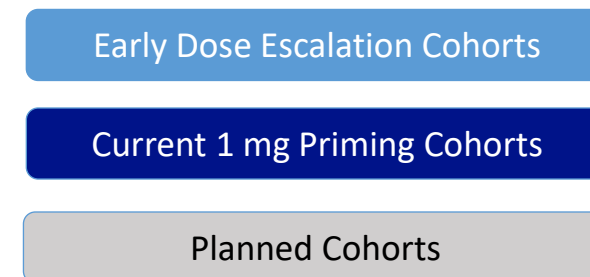 Early Dose Escalation Cohorts
Current 1 mg Priming Cohorts
Planned Cohorts